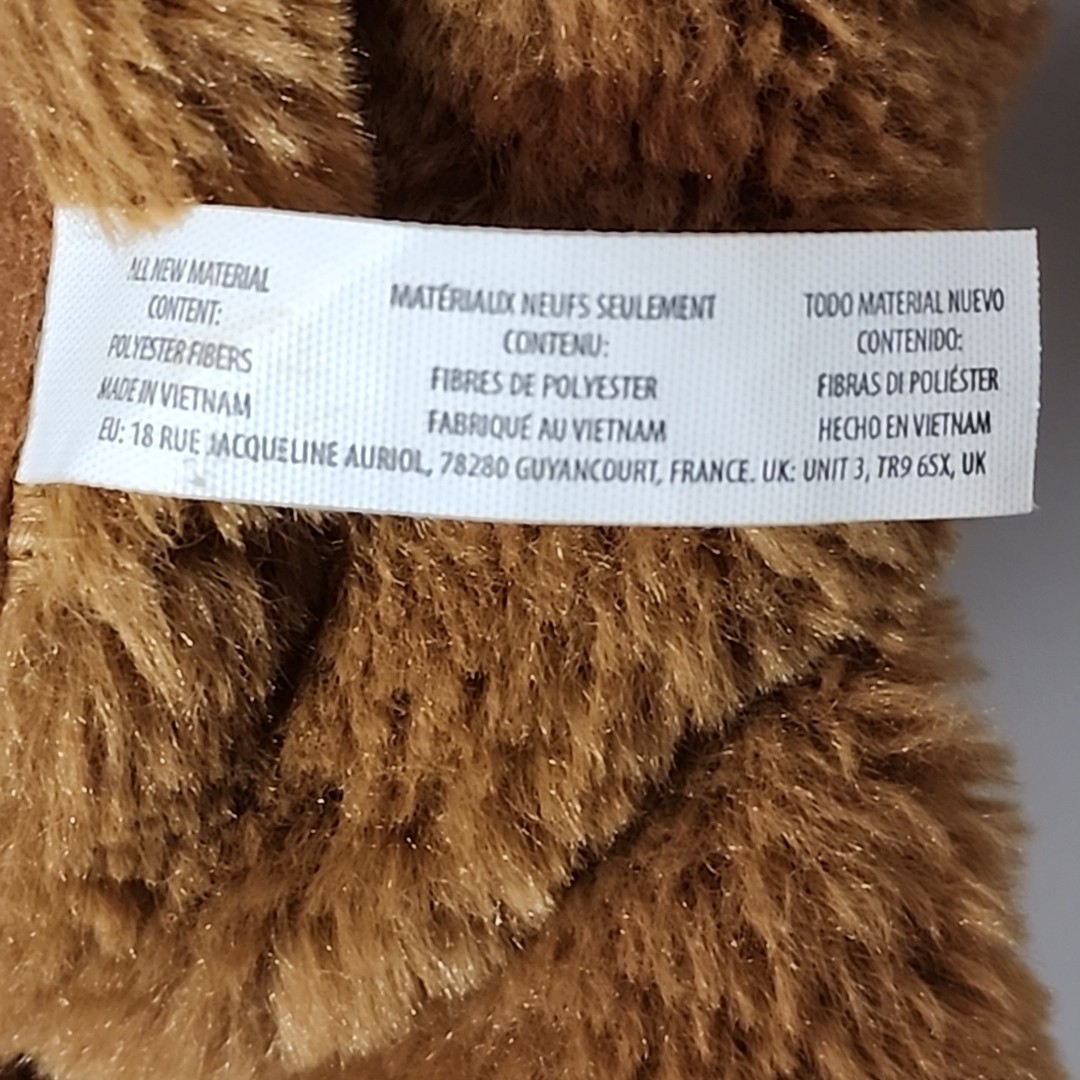 ALL NEW MATERIAL
CONTENT:
POLYESTER FIBERS
MADE IN VIETNAM
MATÉRIAUX NEUFS SEULEMENT
CONTENU:
FIBRES DE POLYESTER
FABRIQUÉ AU VIETNAM
TODO MATERIAL NUEVO
CONTENIDO:
FIBRAS DI POLIÉSTER
HECHO EN VIETNAM
EU: 18 RUE JACQUELINE AURIOL, 78280 GUYANCOURT, FRANCE. UK: UNIT 3, TR9 6SX, UK